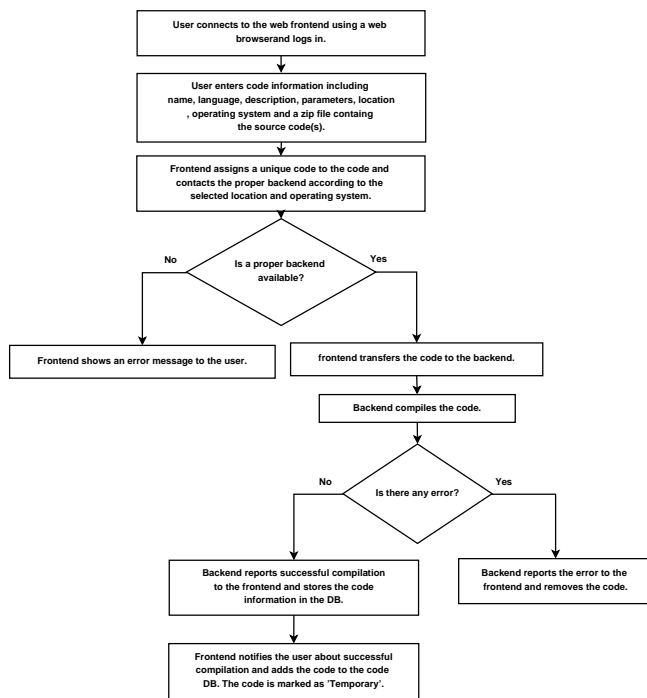 User connects to the web frontend using a web
browserand logs in.
User enters code information including
name, language, description, parameters, location
, operating system and a zip file containg
the source code(s).
Frontend assigns a unique code to the code and
contacts the proper backend according to the
selected location and operating system.
Is a proper backend
available?
No
Yes
Frontend shows an error message to the user.
frontend transfers the code to the backend.
Backend compiles the code.
Is there any error?
No
Yes
Backend reports successful compilation
to the frontend and stores the code
information in the DB.
Backend reports the error to the
frontend and removes the code.
Frontend notifies the user about successful
compilation and adds the code to the code
DB. The code is marked as 'Temporary'.